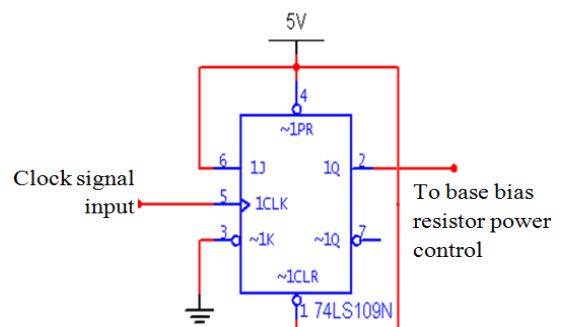 5V
4
~1PR
6
1J
1Q
2
Clock signal
input
5
1CLK
To base bias
resistor power
control
3
~1K
~1Q
7
~1CLR
1
74LS109N